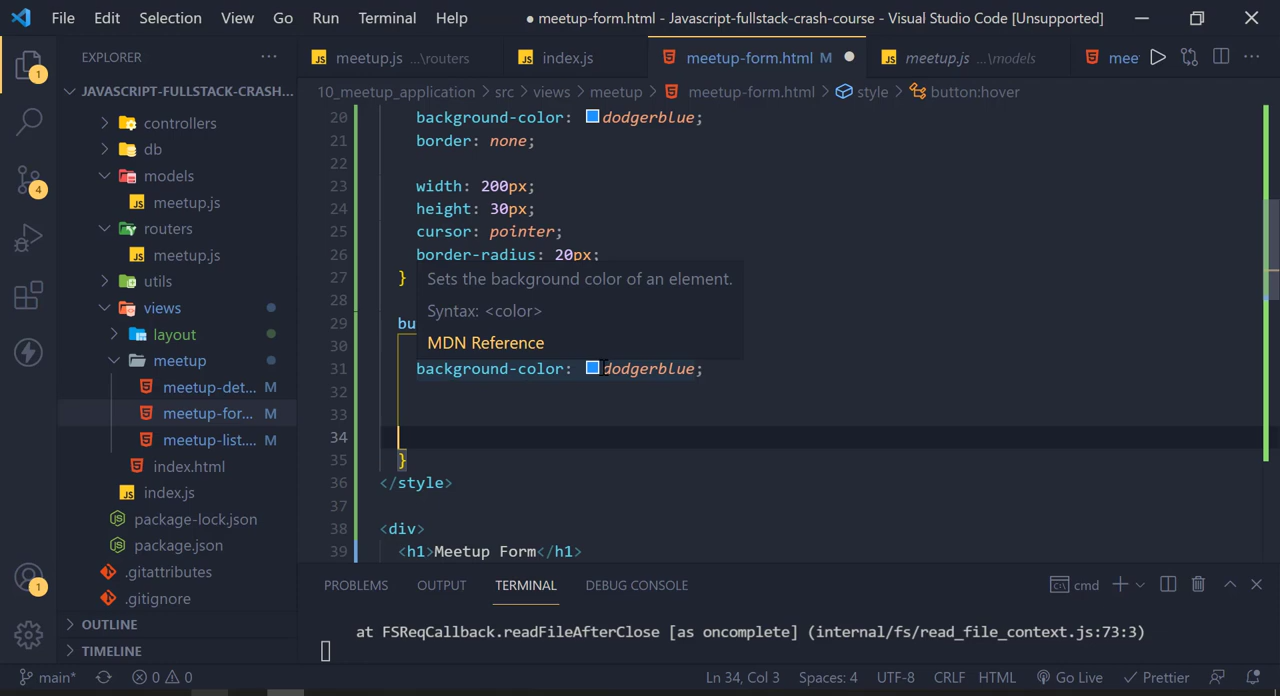 File Edit Selection View Go Run Terminal Help ● meetup-form.html - Javascript-fullstack-crash-course - Visual Studio Code [Unsupported]
EXPLORER ···
meetup.js ...\routers index.js meetup-form.html M meetup.js ...\models mee ···
JAVASCRIPT-FULLSTACK-CRASH...
10_meetup_application > src > views > meetup > meetup-form.html > style > button:hover
controllers
db
models
meetup.js
routers
meetup.js
utils
views
layout
meetup
meetup-det... M
meetup-for... M
meetup-list.... M
index.html
index.js
package-lock.json
package.json
.gitattributes
.gitignore
OUTLINE
TIMELINE
1
4
1
20 background-color: dodgerblue;
21 border: none;
22
23 width: 200px;
24 height: 30px;
25 cursor: pointer;
26 border-radius: 20px;
27 }
28
29 bu
30
31 background-color: dodgerblue;
32
33
34
35 }
36 </style>
37
38 <div>
39 <h1>Meetup Form</h1>
Sets the background color of an element.
Syntax: <color>
MDN Reference
PROBLEMS OUTPUT TERMINAL DEBUG CONSOLE cmd
at FSReqCallback.readFileAfterClose [as oncomplete] (internal/fs/read_file_context.js:73:3)
main* 0 0 Ln 34, Col 3 Spaces: 4 UTF-8 CRLF HTML Go Live Prettier